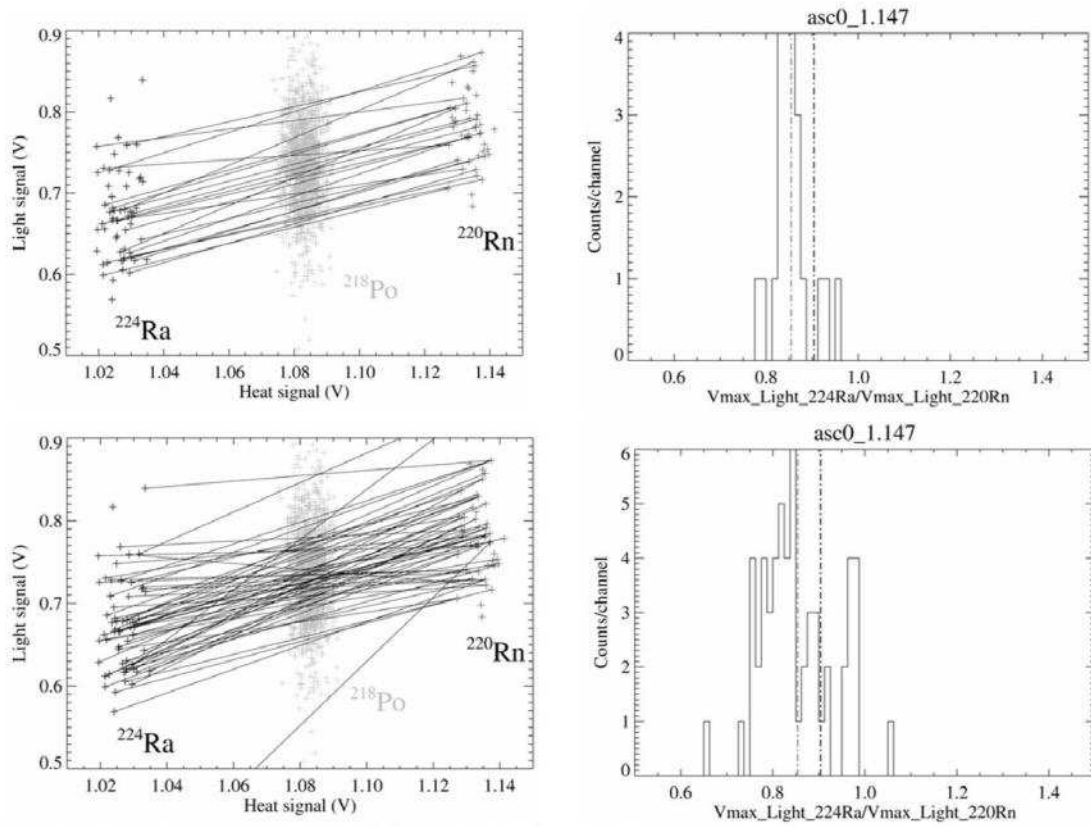 0.9
0.8
0.7
0.6
0.5
Light signal (V)
²²⁰Rn
²¹⁸Po
²²⁴Ra
1.02 1.04 1.06 1.08 1.10 1.12 1.14
Heat signal (V)
asc0_1.147
4
3
2
1
0
Counts/channel
0.6 0.8 1.0 1.2 1.4
Vmax_Light_224Ra/Vmax_Light_220Rn
0.9
0.8
0.7
0.6
0.5
Light signal (V)
²²⁰Rn
²¹⁸Po
²²⁴Ra
1.02 1.04 1.06 1.08 1.10 1.12 1.14
Heat signal (V)
asc0_1.147
6
5
4
3
2
1
0
Counts/channel
0.6 0.8 1.0 1.2 1.4
Vmax_Light_224Ra/Vmax_Light_220Rn